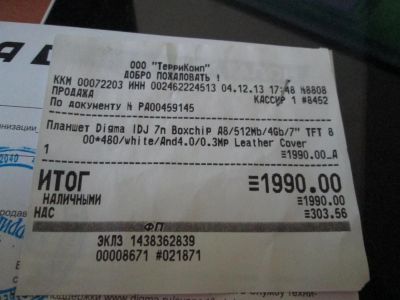 ООО "ТерриКомп"
ДОБРО ПОЖАЛОВАТЬ !
ККМ 00072203 ИНН 002462224513 04.12.13 17:48 №8808
ПРОДАЖА КАССИР 1 #8452
По документу № РА00459145
Планшет Digma IDJ 7n Boxchip A8/512Mb/4Gb/7" TFT 8
00*480/white/And4.0/0.3MP Leather Cover
1 ≡1990.00_А
ИТОГ ≡1990.00
НАЛИЧНЫМИ ≡1990.00
НДС ≡303.56
ФП
ЭКЛЗ 1438362839
00008671 #021871